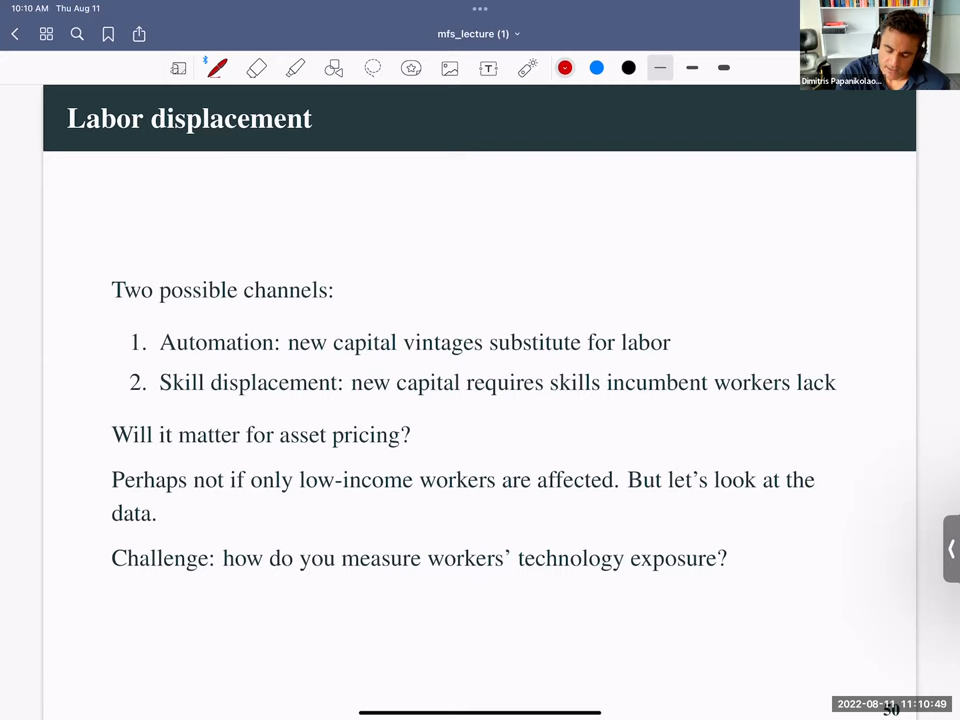 10:10 AM Thu Aug 11
mfs_lecture (1)
Dimitris Papanikolao...
Labor displacement
Two possible channels:
1. Automation: new capital vintages substitute for labor
2. Skill displacement: new capital requires skills incumbent workers lack
Will it matter for asset pricing?
Perhaps not if only low-income workers are affected. But let's look at the
data.
Challenge: how do you measure workers' technology exposure?
2022-08-11 11:10:49
50